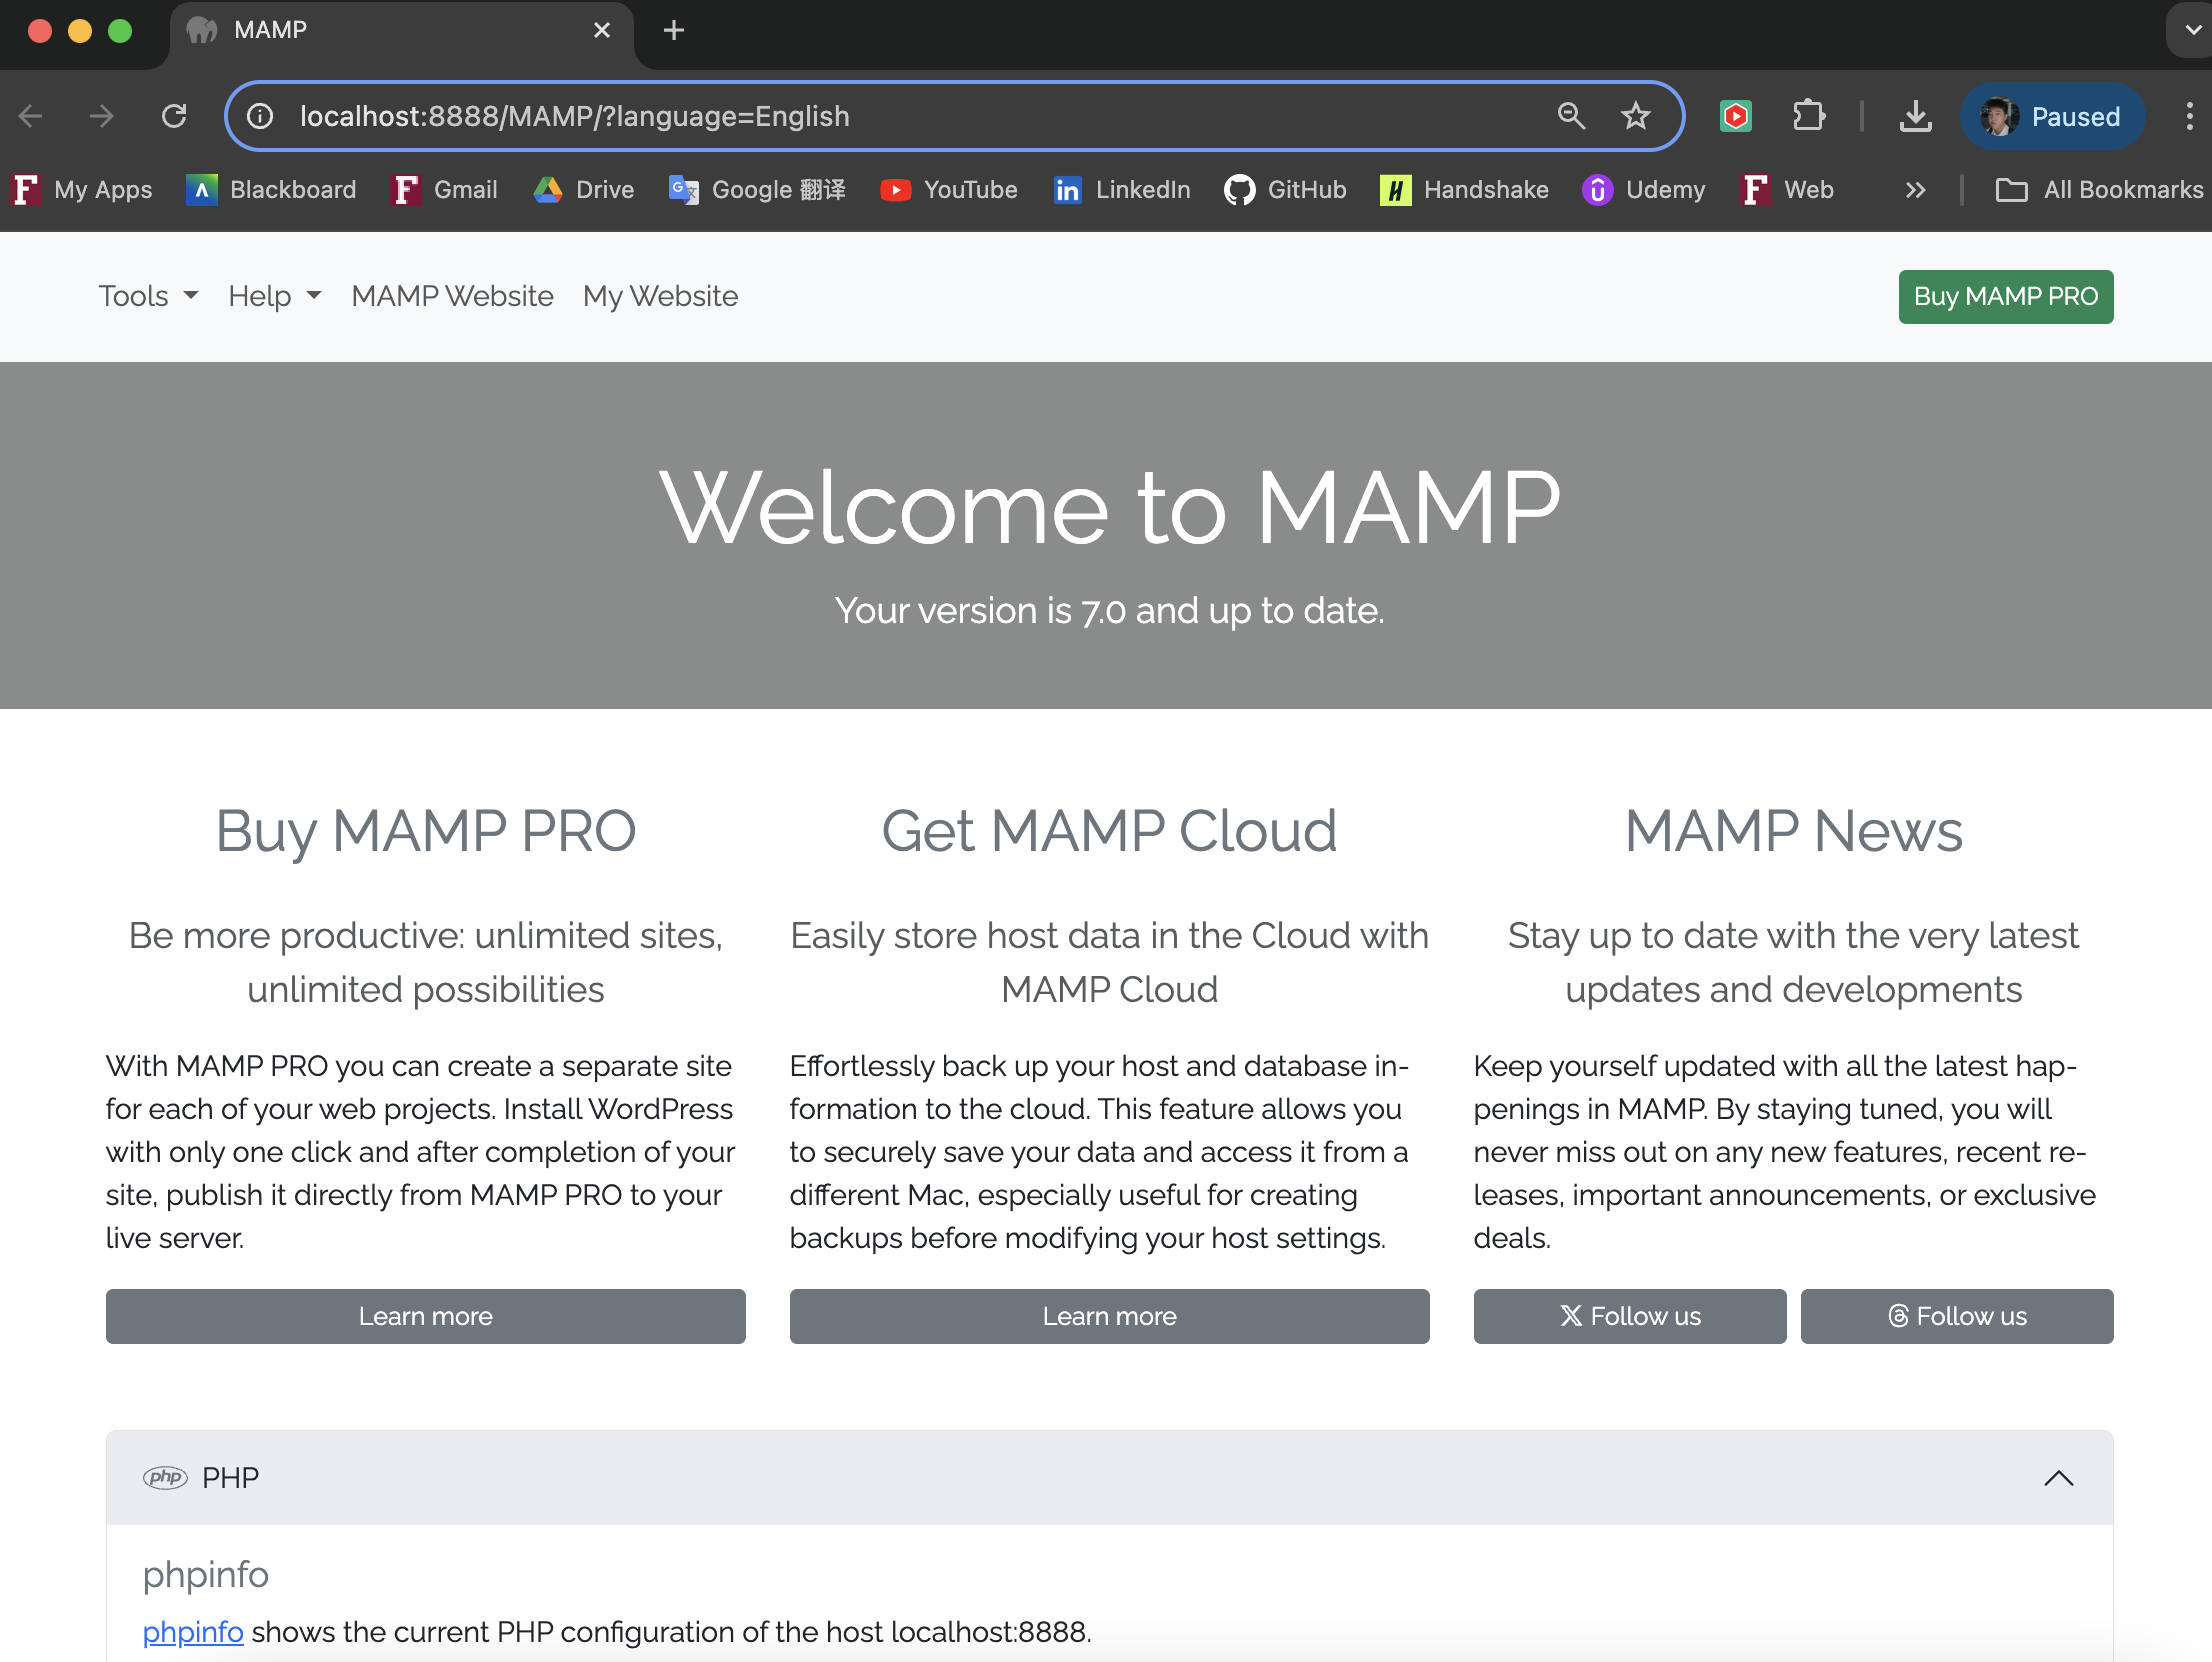 MAMP
localhost:8888/MAMP/?language=English
Paused
My Apps
Blackboard
Gmail
Drive
Google 翻译
YouTube
LinkedIn
GitHub
Handshake
Udemy
Web
All Bookmarks
Tools
Help
MAMP Website
My Website
Buy MAMP PRO
Welcome to MAMP
Your version is 7.0 and up to date.
Buy MAMP PRO
Be more productive: unlimited sites,
unlimited possibilities
With MAMP PRO you can create a separate site
for each of your web projects. Install WordPress
with only one click and after completion of your
site, publish it directly from MAMP PRO to your
live server.
Learn more
Get MAMP Cloud
Easily store host data in the Cloud with
MAMP Cloud
Effortlessly back up your host and database in-
formation to the cloud. This feature allows you
to securely save your data and access it from a
different Mac, especially useful for creating
backups before modifying your host settings.
Learn more
MAMP News
Stay up to date with the very latest
updates and developments
Keep yourself updated with all the latest hap-
penings in MAMP. By staying tuned, you will
never miss out on any new features, recent re-
leases, important announcements, or exclusive
deals.
Follow us
Follow us
php PHP
phpinfo
phpinfo shows the current PHP configuration of the host localhost:8888.